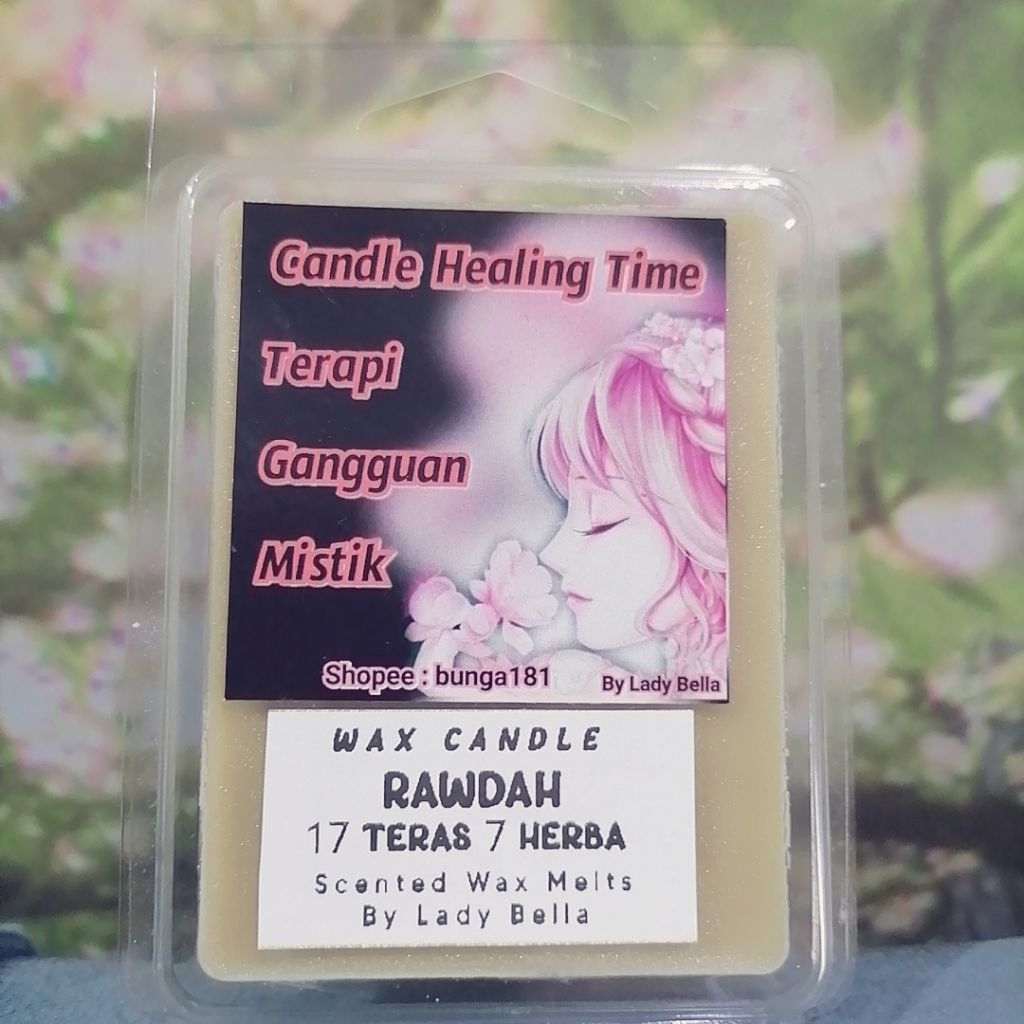 Candle Healing Time
Terapi
Gangguan
Mistik
Shopee : bunga181
By Lady Bella
WAX CANDLE
RAWDAH
17 TERAS 7 HERBA
Scented Wax Melts
By Lady Bella